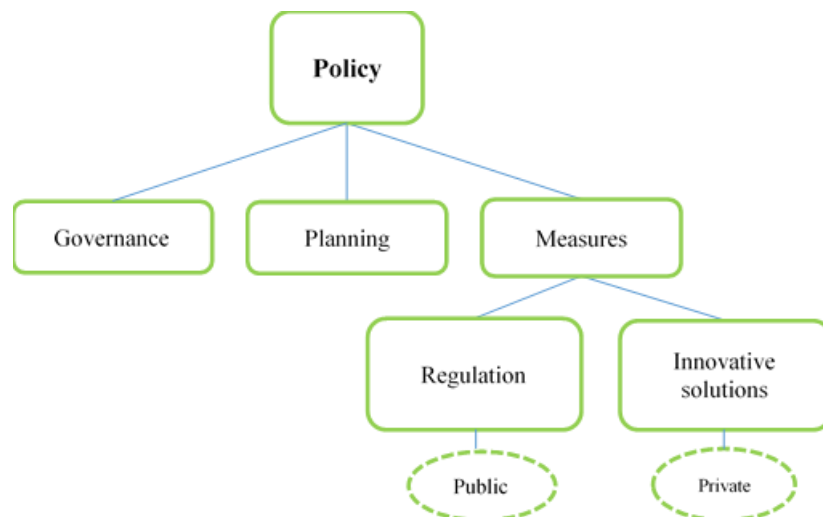 Policy
Governance
Planning
Measures
Regulation
Innovative
solutions
Public
Private